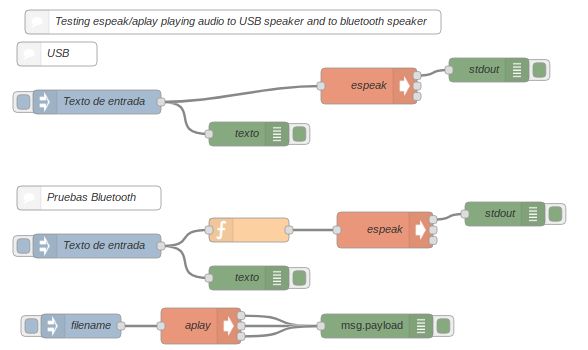 Testing espeak/aplay playing audio to USB speaker and to bluetooth speaker
USB
Texto de entrada
espeak
stdout
texto
Pruebas Bluetooth
Texto de entrada
espeak
stdout
texto
filename
aplay
msg.payload